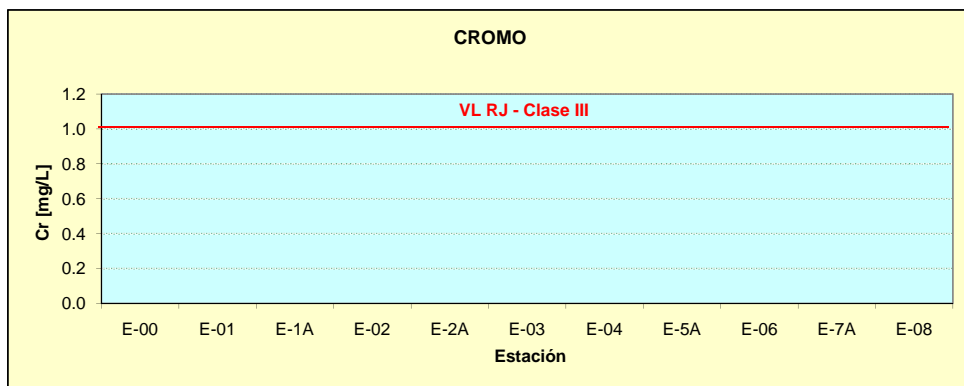 CROMO
VL RJ - Clase III
Cr [mg/L]
1.2
1.0
0.8
0.6
0.4
0.2
0.0
E-00 E-01 E-1A E-02 E-2A E-03 E-04 E-5A E-06 E-7A E-08
Estación